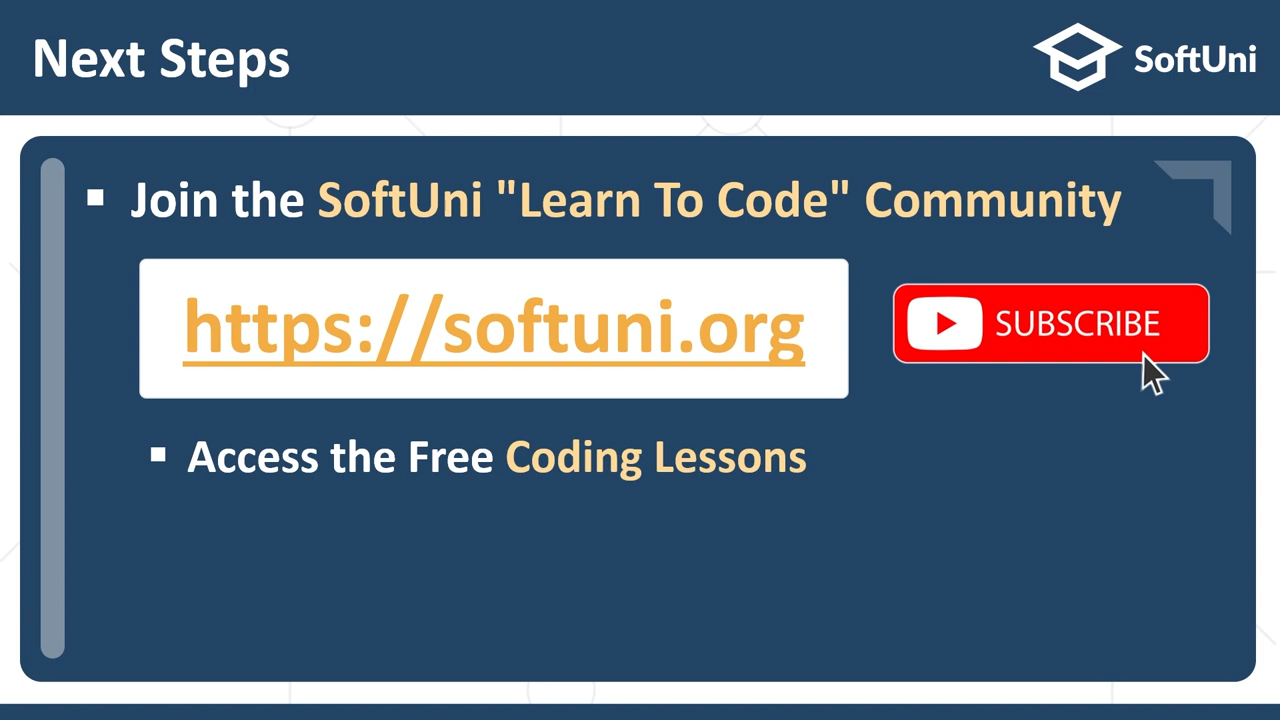 Next Steps
SoftUni
Join the SoftUni "Learn To Code" Community
https://softuni.org
SUBSCRIBE
Access the Free Coding Lessons